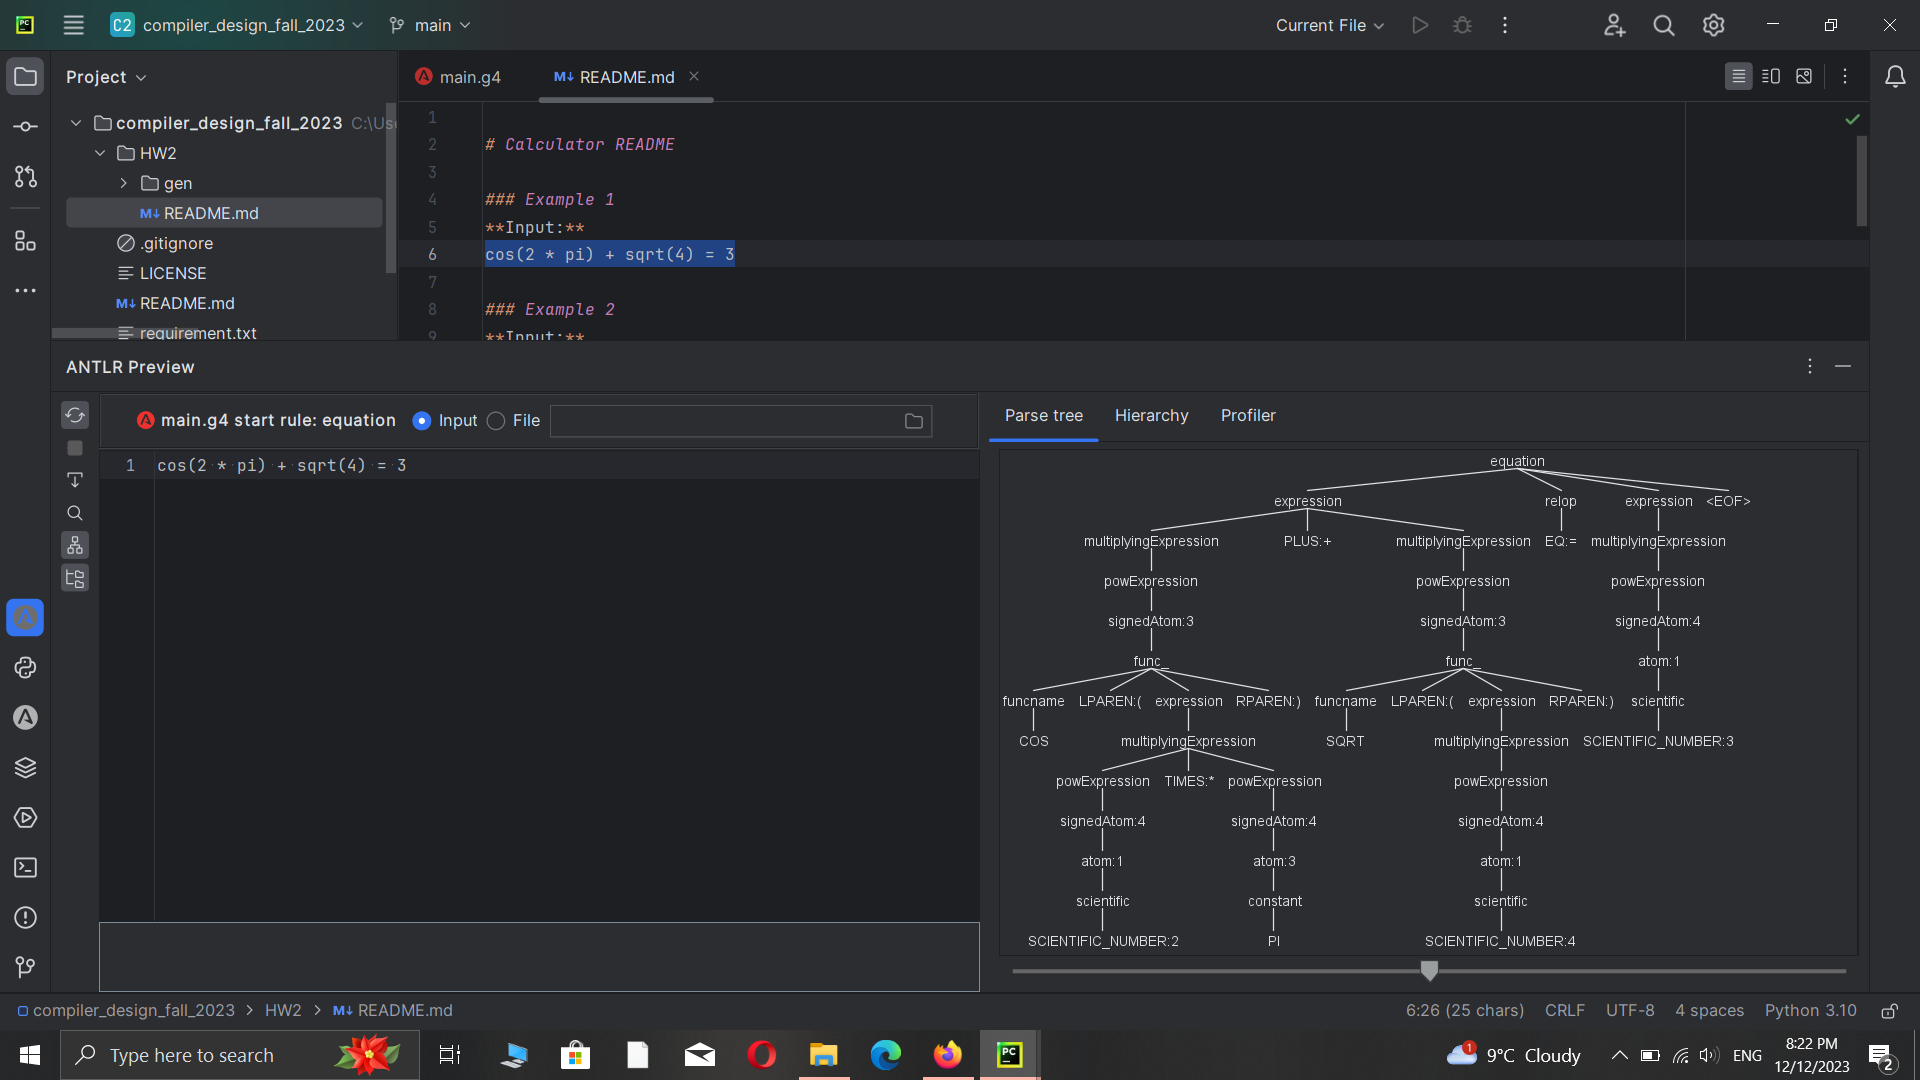 PC
C2 compiler_design_fall_2023
main
Current File
Project
compiler_design_fall_2023 C:\Use
HW2
gen
M↓ README.md
.gitignore
LICENSE
M↓ README.md
requirement.txt
main.g4
M↓ README.md
1
2 # Calculator README
3
4 ### Example 1
5 **Input:**
6 cos(2 * pi) + sqrt(4) = 3
7
8 ### Example 2
9 **Input:**
ANTLR Preview
main.g4 start rule: equation Input File
1 cos(2 * pi) + sqrt(4) = 3
Parse tree Hierarchy Profiler
equation
expression relop expression <EOF>
multiplyingExpression PLUS:+ multiplyingExpression EQ:= multiplyingExpression
powExpression powExpression powExpression
signedAtom:3 signedAtom:3 signedAtom:4
func_ func_ atom:1
funcname LPAREN:( expression RPAREN:) funcname LPAREN:( expression RPAREN:) scientific
COS multiplyingExpression SQRT multiplyingExpression SCIENTIFIC_NUMBER:3
powExpression TIMES:* powExpression powExpression
signedAtom:4 signedAtom:4 signedAtom:4
atom:1 atom:3 atom:1
scientific constant scientific
SCIENTIFIC_NUMBER:2 PI SCIENTIFIC_NUMBER:4
compiler_design_fall_2023 > HW2 > M↓ README.md
6:26 (25 chars) CRLF UTF-8 4 spaces Python 3.10
Type here to search
PC
1
9°C Cloudy
ENG
8:22 PM
12/12/2023
2